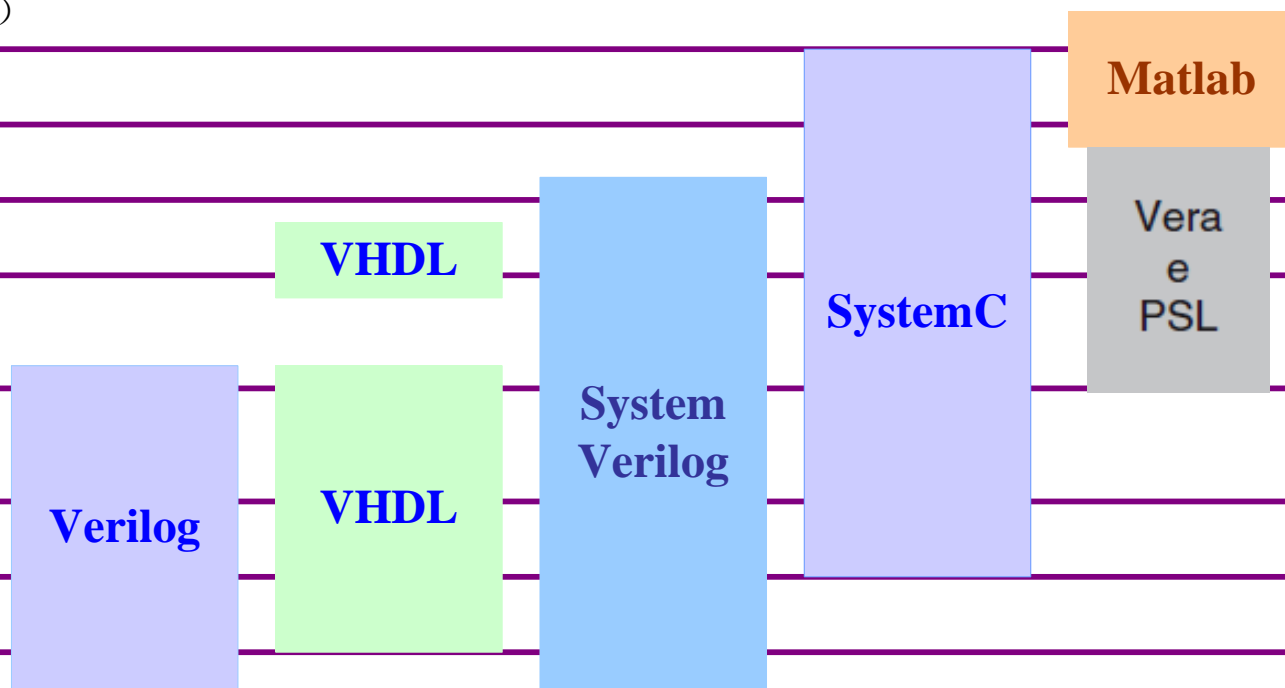 )
Matlab
Vera
e
PSL
VHDL
SystemC
System
Verilog
VHDL
Verilog